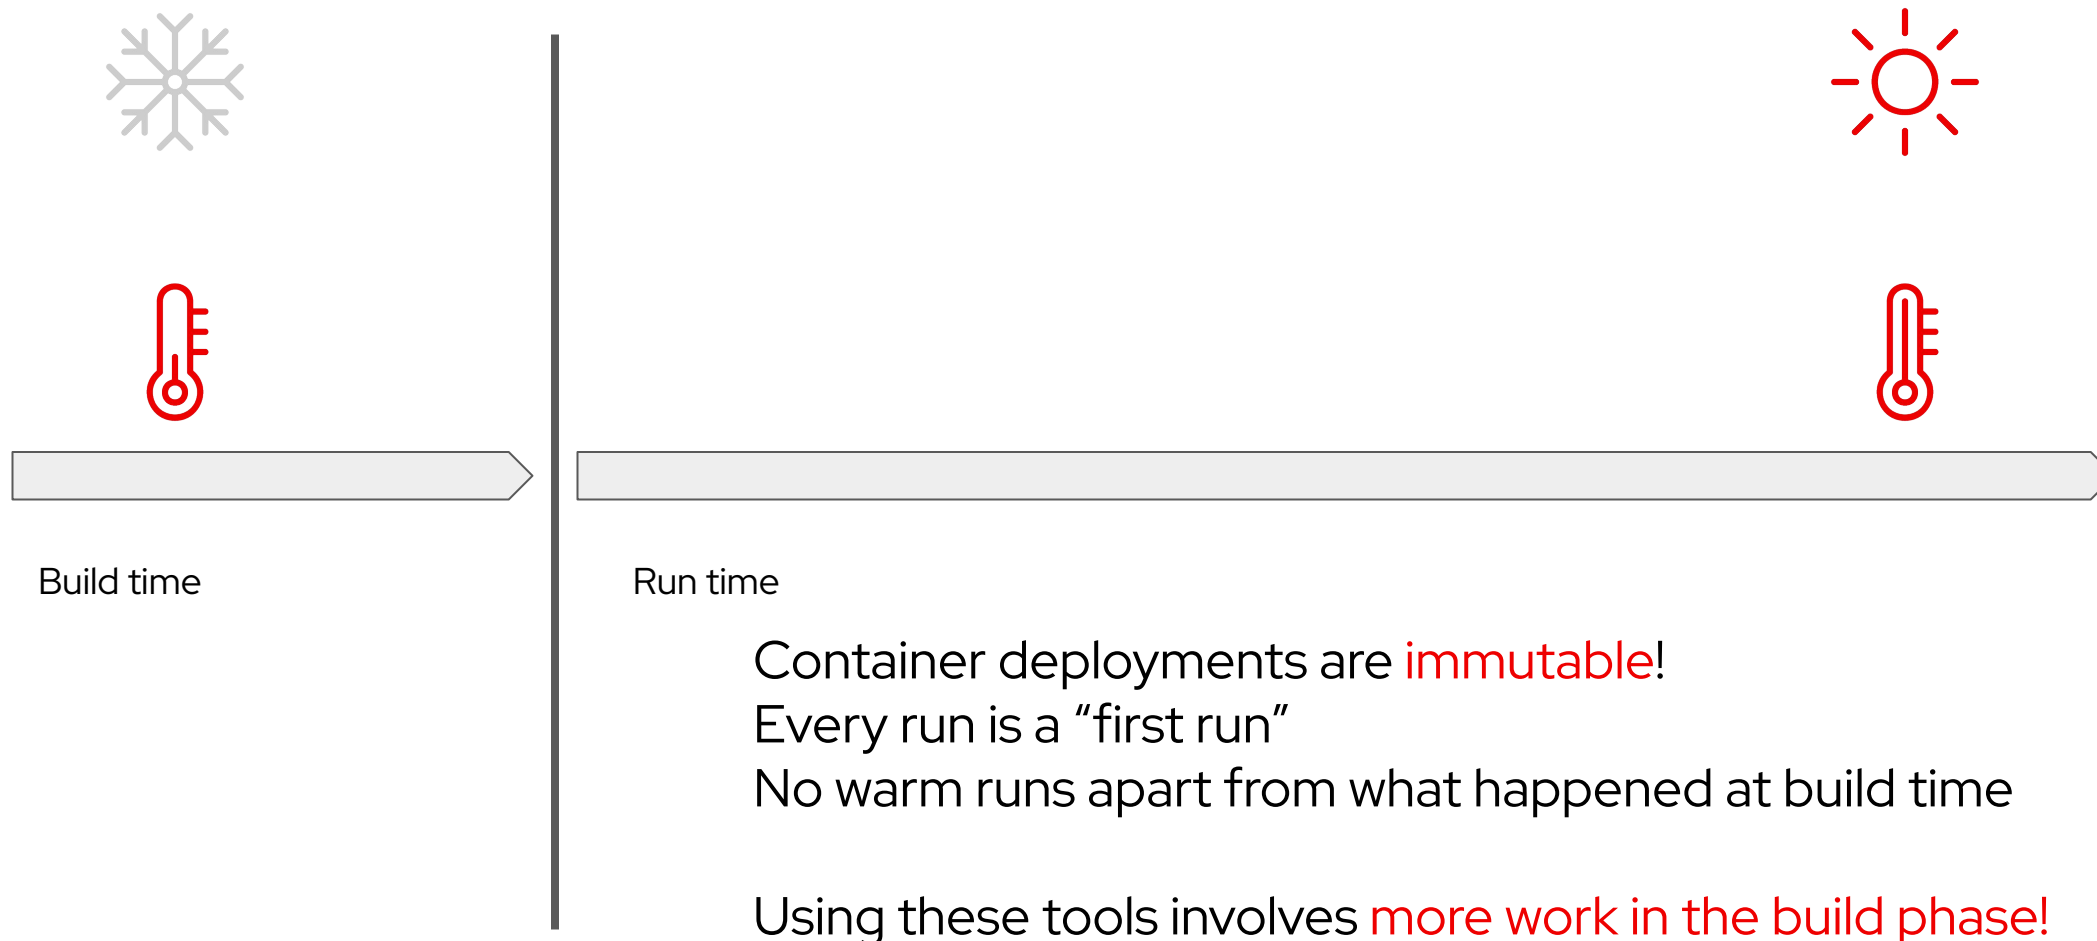 Build time
Run time
Container deployments are immutable!
Every run is a “first run”
No warm runs apart from what happened at build time
Using these tools involves more work in the build phase!